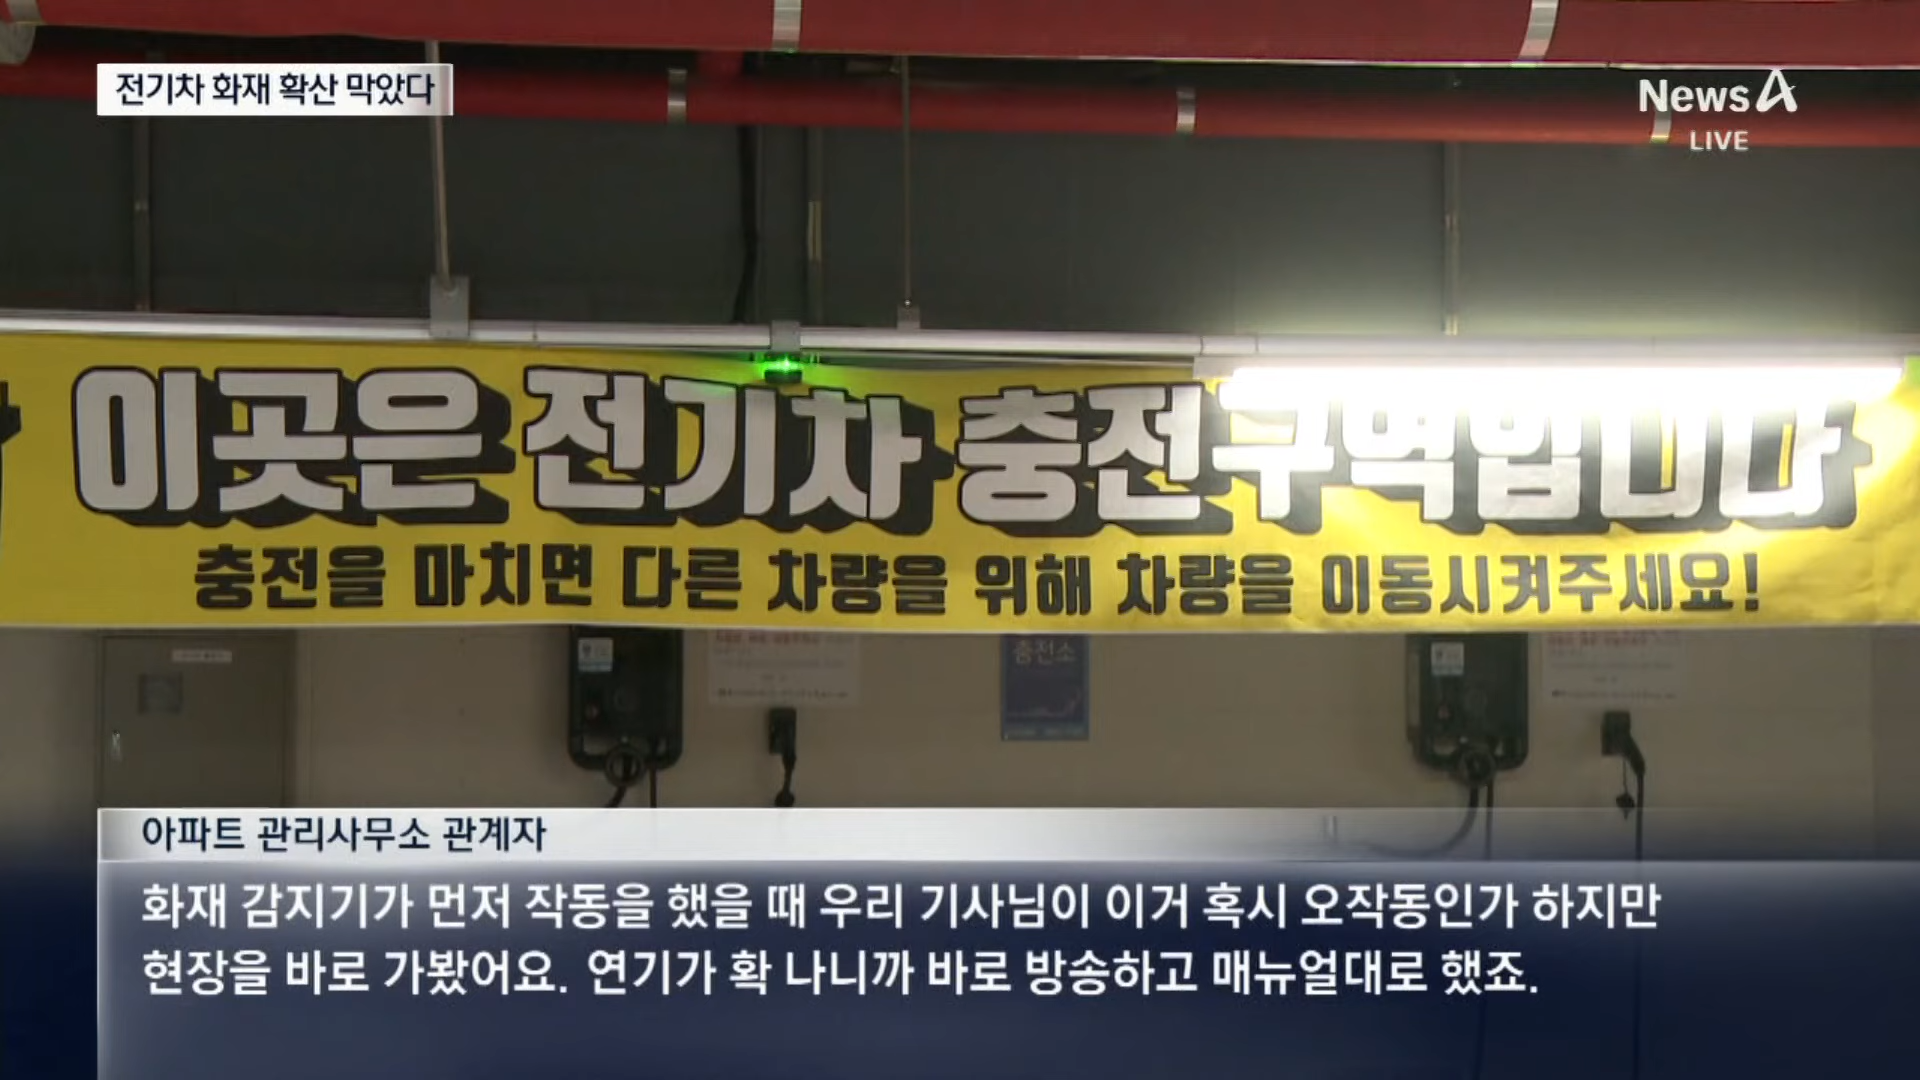 전기차 화재 확산 막았다
News A
LIVE
이곳은 전기차 충전구역입니다
충전을 마치면 다른 차량을 위해 차량을 이동시켜주세요!
충전소
아파트 관리사무소 관계자
화재 감지기가 먼저 작동을 했을 때 우리 기사님이 이거 혹시 오작동인가 하지만
현장을 바로 가봤어요. 연기가 확 나니까 바로 방송하고 매뉴얼대로 했죠.